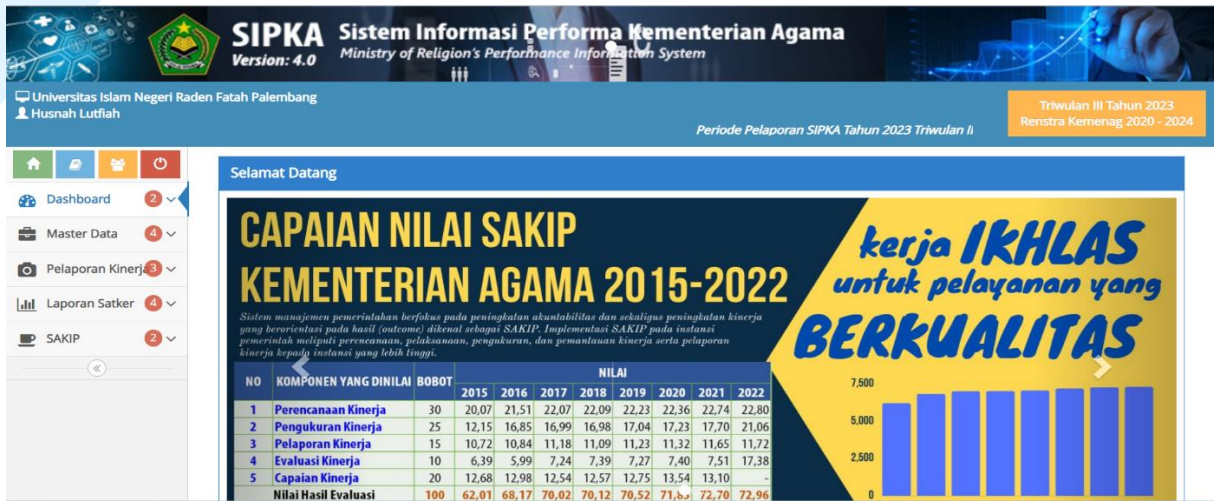 SIPKA
Version: 4.0
Sistem Informasi Performa Kementerian Agama
Ministry of Religion's Performance Information System
Universitas Islam Negeri Raden Fatah Palembang
Husnah Lutfiah
Periode Pelaporan SIPKA Tahun 2023 Triwulan II
Triwulan III Tahun 2023
Renstra Kemenag 2020 - 2024
Dashboard 2
Master Data 4
Pelaporan Kinerja 3
Laporan Satker 4
SAKIP 2
Selamat Datang
CAPAIAN NILAI SAKIP
KEMENTERIAN AGAMA 2015-2022
Sistem manajemen pemerintahan berfokus pada peningkatan akuntabilitas dan sekaligus peningkatan kinerja
yang berorientasi pada hasil (outcome) dikenal sebagai SAKIP. Implementasi SAKIP pada instansi
pemerintah meliputi perencanaan, pelaksanaan, pengukuran, dan pemantauan kinerja serta pelaporan
kinerja kepada instansi yang lebih tinggi.
NO KOMPONEN YANG DINILAI BOBOT NILAI
2015 2016 2017 2018 2019 2020 2021 2022
1 Perencanaan Kinerja 30 20,07 21,51 22,07 22,09 22,23 22,36 22,74 22,80
2 Pengukuran Kinerja 25 12,15 16,85 16,99 16,98 17,04 17,23 17,70 21,06
3 Pelaporan Kinerja 15 10,72 10,84 11,18 11,09 11,23 11,32 11,65 11,72
4 Evaluasi Kinerja 10 6,39 5,99 7,24 7,39 7,27 7,40 7,51 17,38
5 Capaian Kinerja 20 12,68 12,98 12,54 12,57 12,75 13,54 13,10 -
Nilai Hasil Evaluasi 100 62,01 68,17 70,02 70,12 70,52 72,70 72,96
kerja IKHLAS
untuk pelayanan yang
BERKUALITAS
7,500
5,000
2,500
0